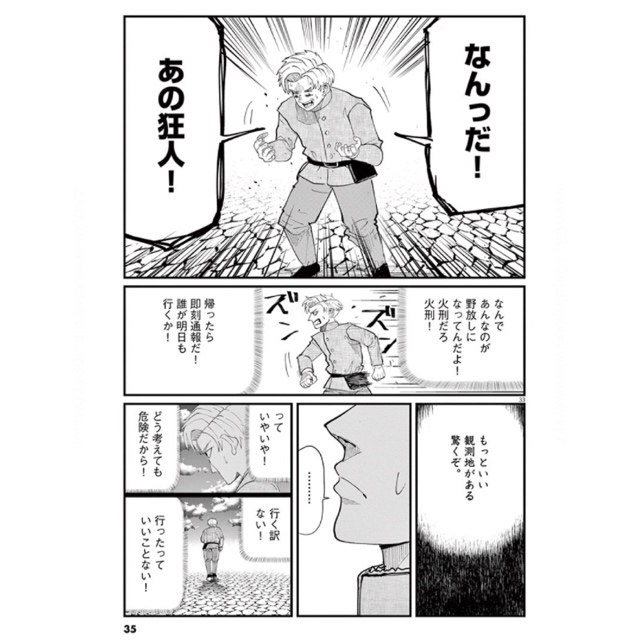 なんっだ！
あの狂人！
なんで
あんなのが
野放しに
なってんだよ！
火刑だろ
火刑！
ズン
ズン
帰ったら
即刻通報だ！
誰が明日も
行くか！
33
もっといい
観測地がある
驚くぞ。
………
って
いやいや！
どう考えても
危険だから！
行く訳
ない！
行ったって
いいことない！
35